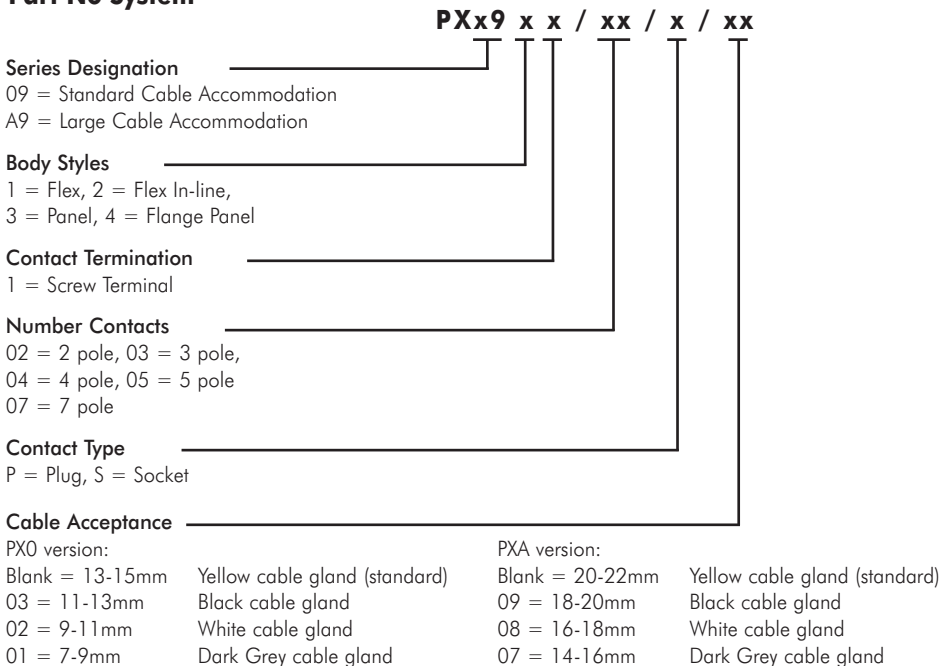 Part No System
PXx9 x x / xx / x / xx
Series Designation
09 = Standard Cable Accommodation
A9 = Large Cable Accommodation
Body Styles
1 = Flex, 2 = Flex In-line,
3 = Panel, 4 = Flange Panel
Contact Termination
1 = Screw Terminal
Number Contacts
02 = 2 pole, 03 = 3 pole,
04 = 4 pole, 05 = 5 pole
07 = 7 pole
Contact Type
P = Plug, S = Socket
Cable Acceptance
PX0 version:
Blank = 13-15mm Yellow cable gland (standard)
03 = 11-13mm Black cable gland
02 = 9-11mm White cable gland
01 = 7-9mm Dark Grey cable gland
PXA version:
Blank = 20-22mm Yellow cable gland (standard)
09 = 18-20mm Black cable gland
08 = 16-18mm White cable gland
07 = 14-16mm Dark Grey cable gland